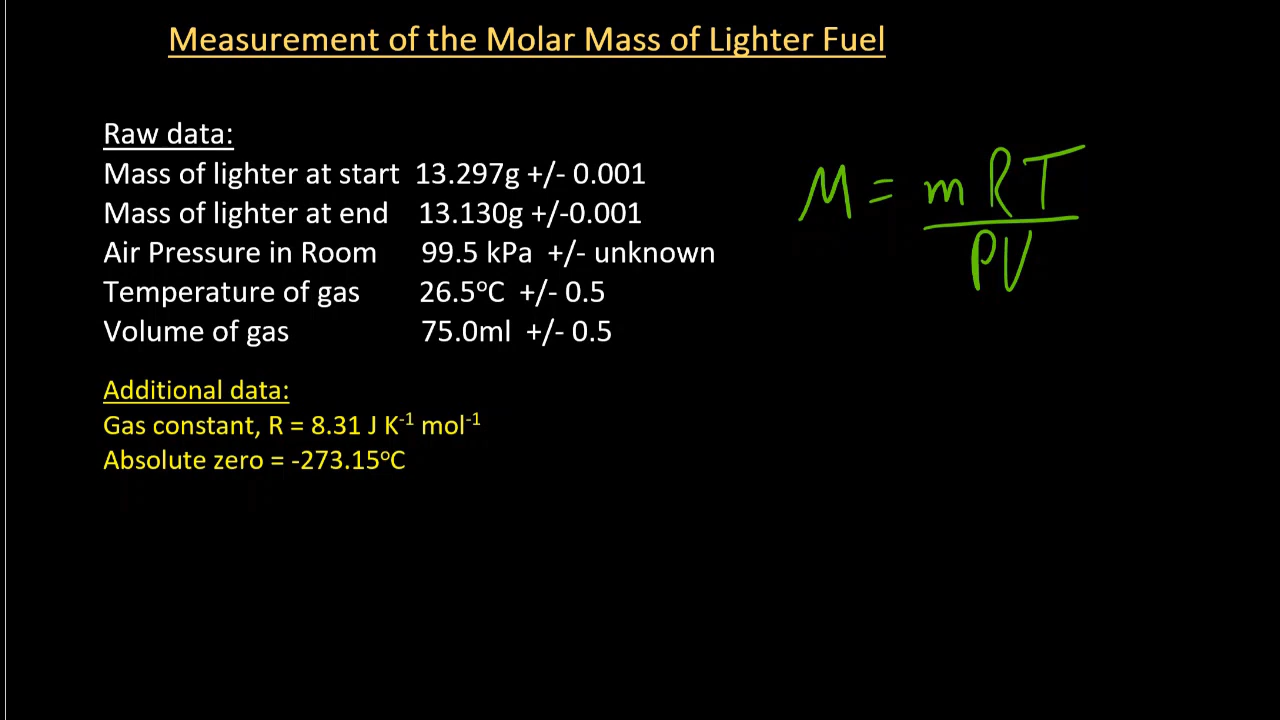 Measurement of the Molar Mass of Lighter Fuel
Raw data:
Mass of lighter at start 13.297g +/- 0.001
Mass of lighter at end 13.130g +/-0.001
Air Pressure in Room 99.5 kPa +/- unknown
Temperature of gas 26.5ºC +/- 0.5
Volume of gas 75.0ml +/- 0.5
M = mRT
PV
Additional data:
Gas constant, R = 8.31 J K⁻¹ mol⁻¹
Absolute zero = -273.15ºC